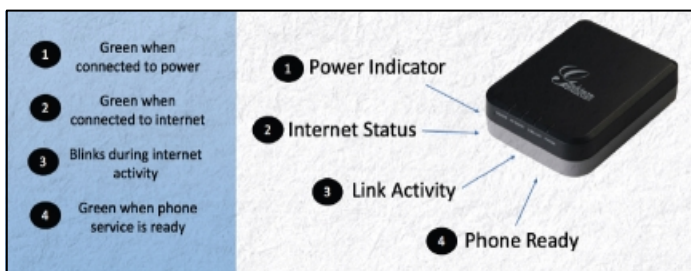 1 Green when
connected to power
2 Green when
connected to internet
3 Blinks during internet
activity
4 Green when phone
service is ready
1 Power Indicator
2 Internet Status
3 Link Activity
4 Phone Ready